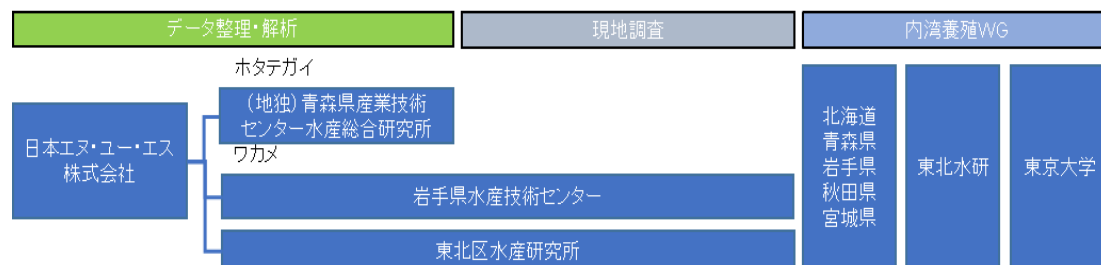 データ整理・解析
現地調査
内湾養殖WG
ホタテガイ
(地独)青森県産業技術
センター水産総合研究所
日本エヌ・ユー・エス
株式会社
ワカメ
岩手県水産技術センター
東北区水産研究所
北海道
青森県
岩手県
秋田県
宮城県
東北水研
東京大学